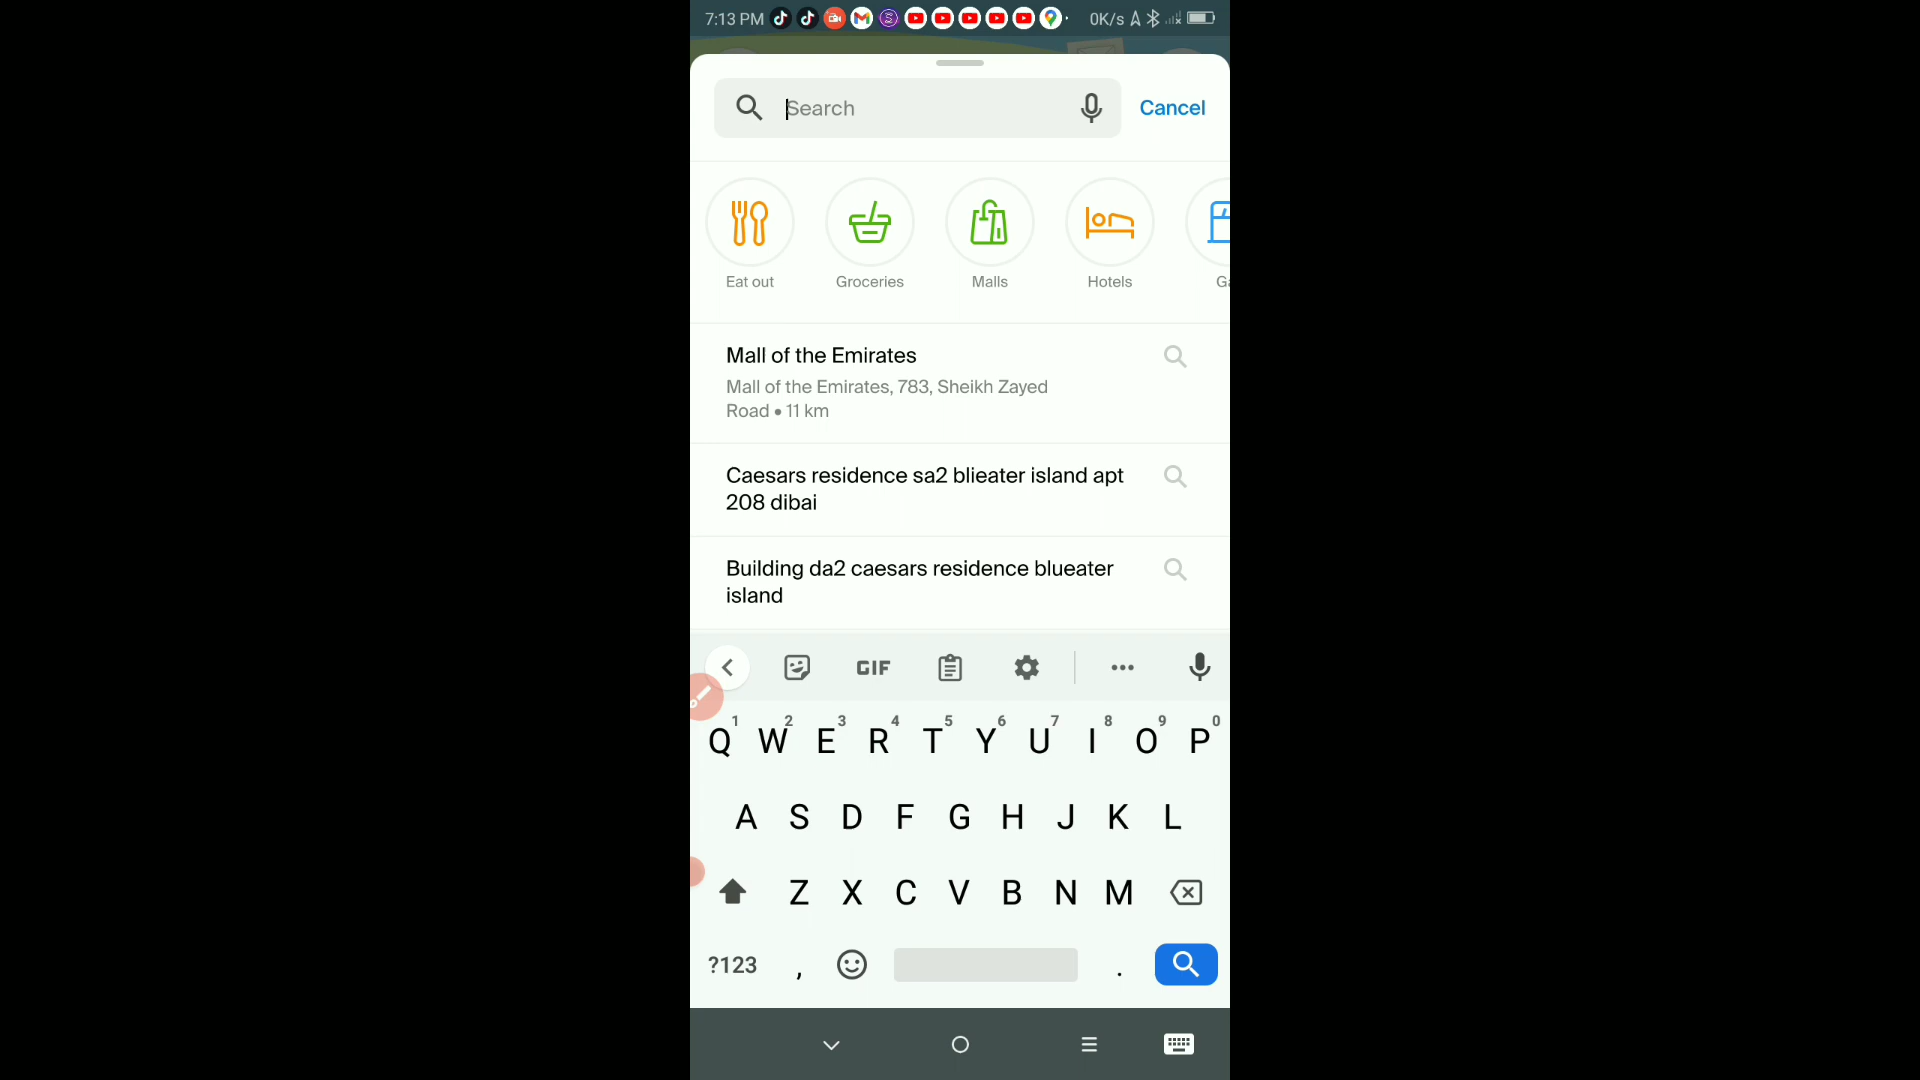 7:13 PM 0K/s
Search Cancel
Eat out Groceries Malls Hotels
Mall of the Emirates
Mall of the Emirates, 783, Sheikh Zayed
Road • 11 km
Caesars residence sa2 blieater island apt
208 dibai
Building da2 caesars residence blueater
island
GIF
1 2 3 4 5 6 7 8 9 0
Q W E R T Y U I O P
A S D F G H J K L
Z X C V B N M
?123 , .